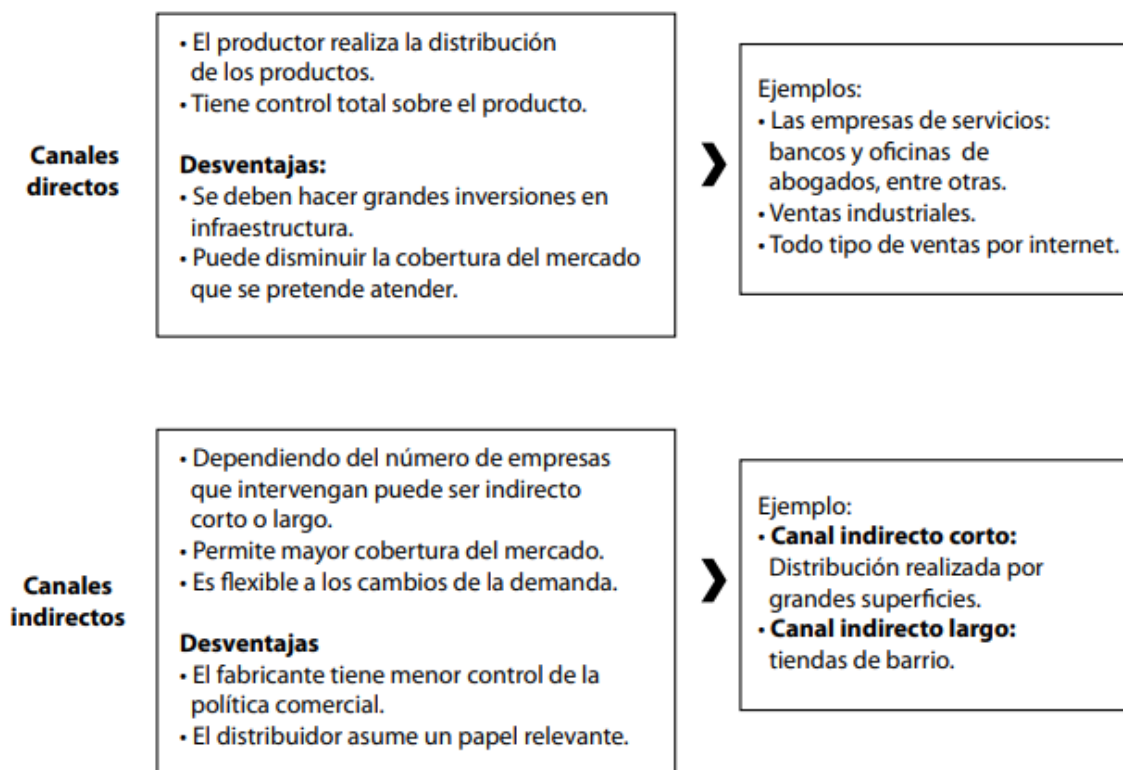 Canales
directos
• El productor realiza la distribución
de los productos.
• Tiene control total sobre el producto.
Desventajas:
• Se deben hacer grandes inversiones en
infraestructura.
• Puede disminuir la cobertura del mercado
que se pretende atender.
Ejemplos:
• Las empresas de servicios:
bancos y oficinas de
abogados, entre otras.
• Ventas industriales.
• Todo tipo de ventas por internet.
Canales
indirectos
• Dependiendo del número de empresas
que intervengan puede ser indirecto
corto o largo.
• Permite mayor cobertura del mercado.
• Es flexible a los cambios de la demanda.
Desventajas
• El fabricante tiene menor control de la
política comercial.
• El distribuidor asume un papel relevante.
Ejemplo:
• Canal indirecto corto:
Distribución realizada por
grandes superficies.
• Canal indirecto largo:
tiendas de barrio.